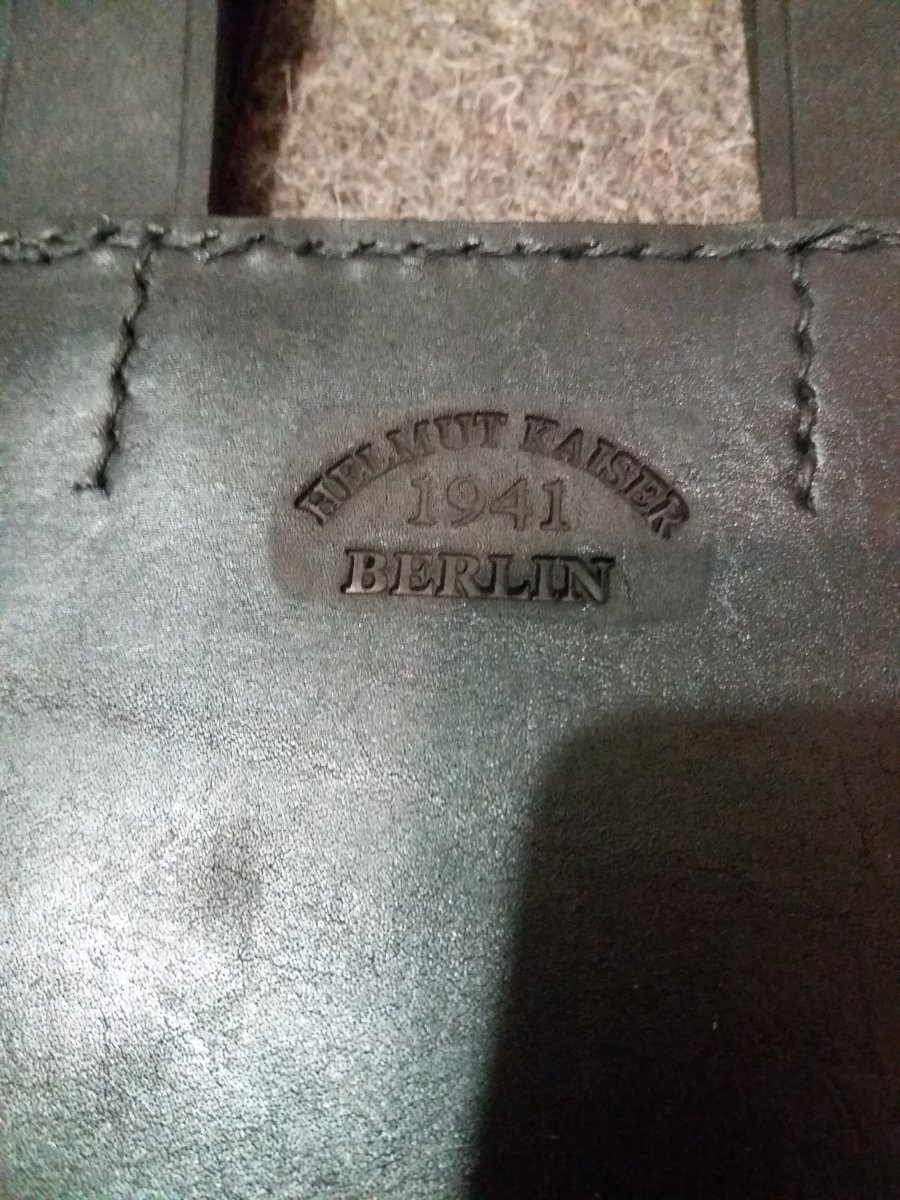 HELMUT KAISER
1941
BERLIN